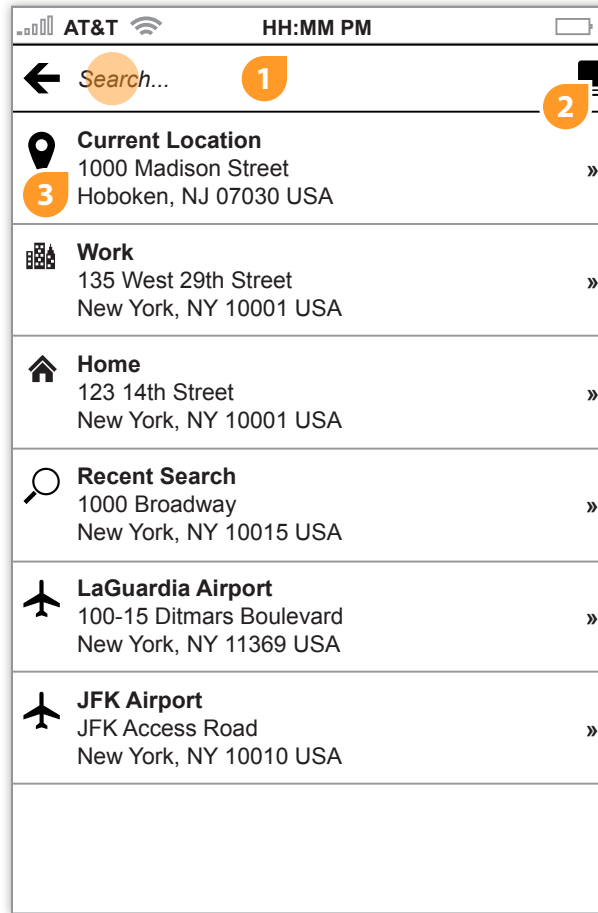 AT&T HH:MM PM
Search... 1
2
Current Location
1000 Madison Street
»
3 Hoboken, NJ 07030 USA
Work
135 West 29th Street
»
New York, NY 10001 USA
Home
123 14th Street
»
New York, NY 10001 USA
Recent Search
1000 Broadway
»
New York, NY 10015 USA
LaGuardia Airport
100-15 Ditmars Boulevard
»
New York, NY 11369 USA
JFK Airport
JFK Access Road
»
New York, NY 10010 USA